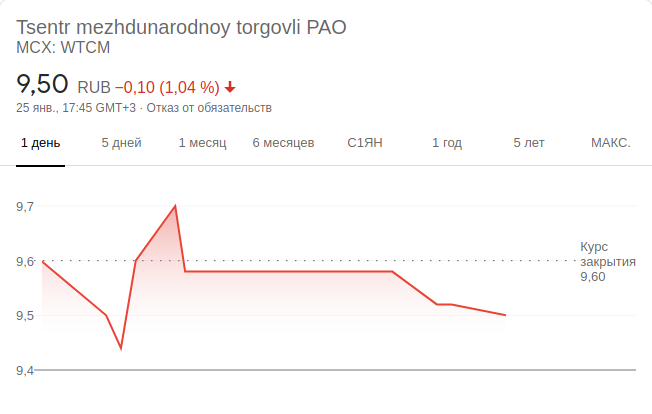 Tsentr mezhdunarodnoy torgovli PAO
MCX: WTCM
9,50 RUB −0,10 (1,04 %)
25 янв., 17:45 GMT+3 · Отказ от обязательств
1 день 5 дней 1 месяц 6 месяцев С1ЯН 1 год 5 лет МАКС.
9,7
9,6
9,5
9,4
Курс
закрытия
9,60